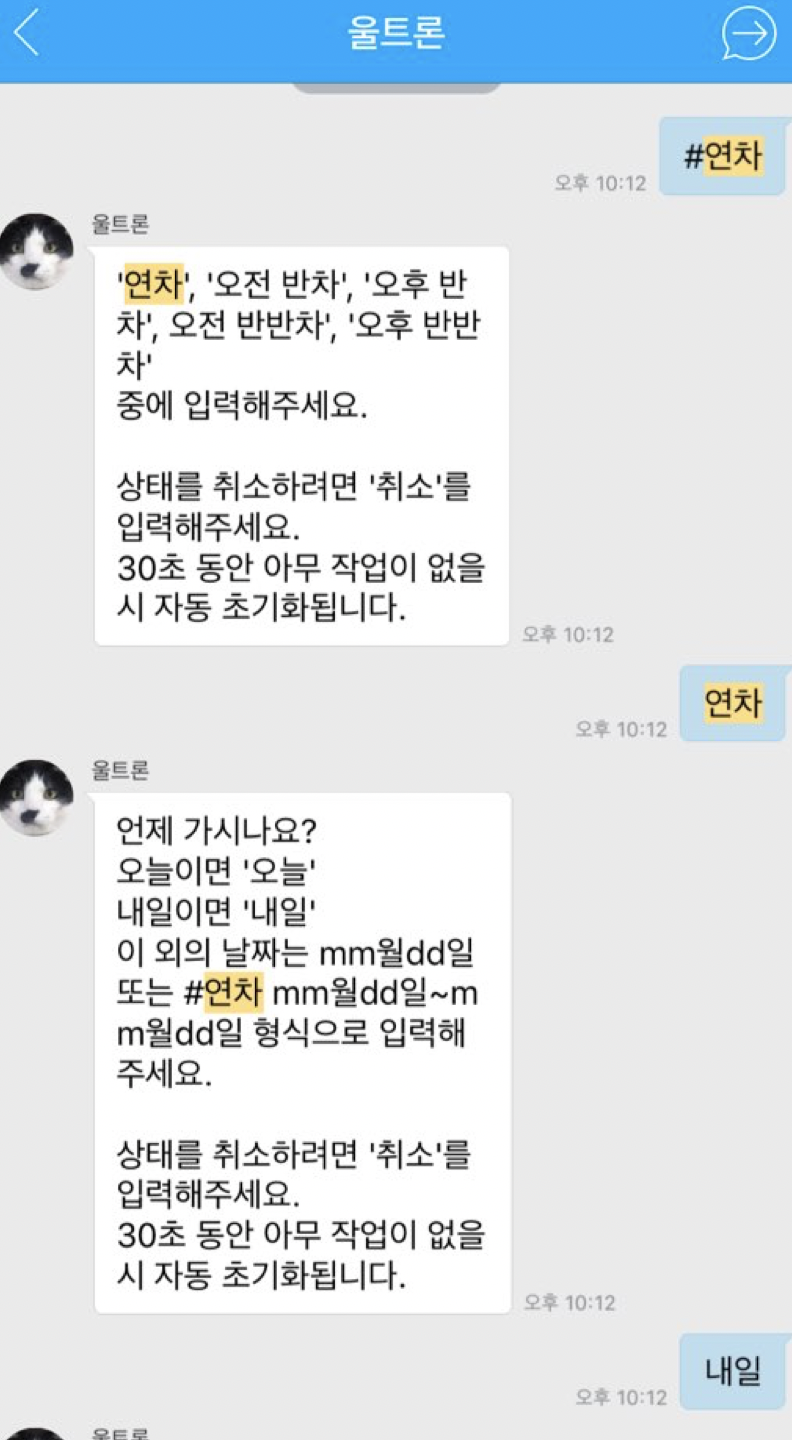 울트론
#연차
오후 10:12
울트론
'연차', '오전 반차', '오후 반
차', 오전 반반차', '오후 반반
차'
중에 입력해주세요.
상태를 취소하려면 '취소'를
입력해주세요.
30초 동안 아무 작업이 없을
시 자동 초기화됩니다.
오후 10:12
연차
오후 10:12
울트론
언제 가시나요?
오늘이면 '오늘'
내일이면 '내일'
이 외의 날짜는 mm월dd일
또는 #연차 mm월dd일~m
m월dd일 형식으로 입력해
주세요.
상태를 취소하려면 '취소'를
입력해주세요.
30초 동안 아무 작업이 없을
시 자동 초기화됩니다.
오후 10:12
내일
오후 10:12
울트론